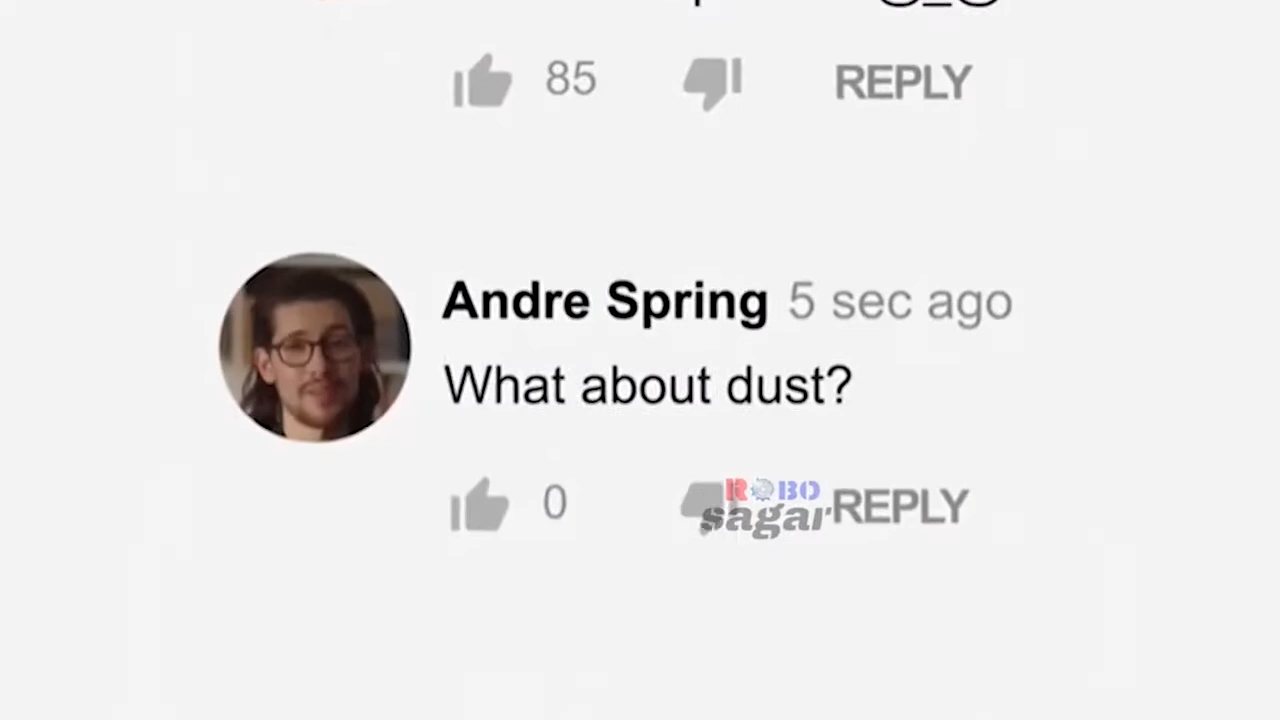 85 REPLY
Andre Spring 5 sec ago
What about dust?
0 REPLY
ROBO
sagar